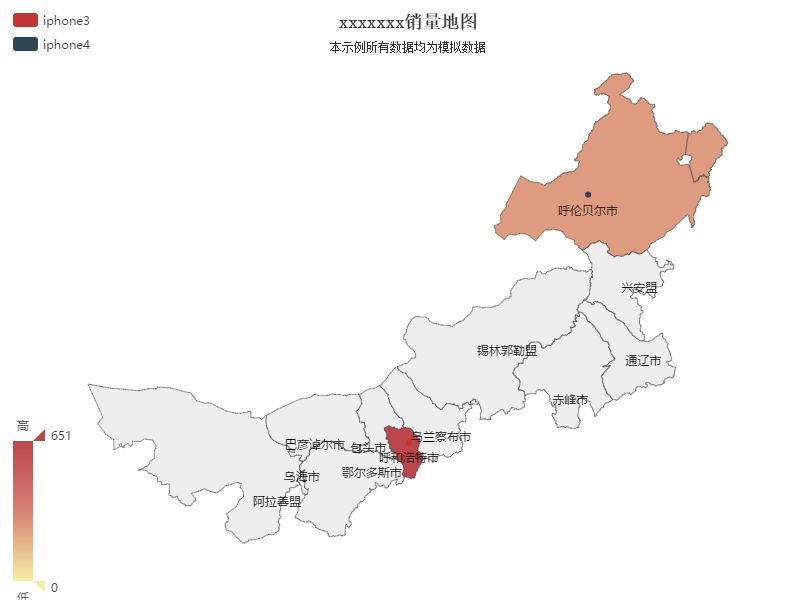 iphone3
iphone4
xxxxxxx销量地图
本示例所有数据均为模拟数据
呼伦贝尔市
兴安盟
锡林郭勒盟
通辽市
赤峰市
乌兰察布市
巴彦淖尔市
包头市
呼和浩特市
鄂尔多斯市
乌海市
阿拉善盟
高
651
0
低